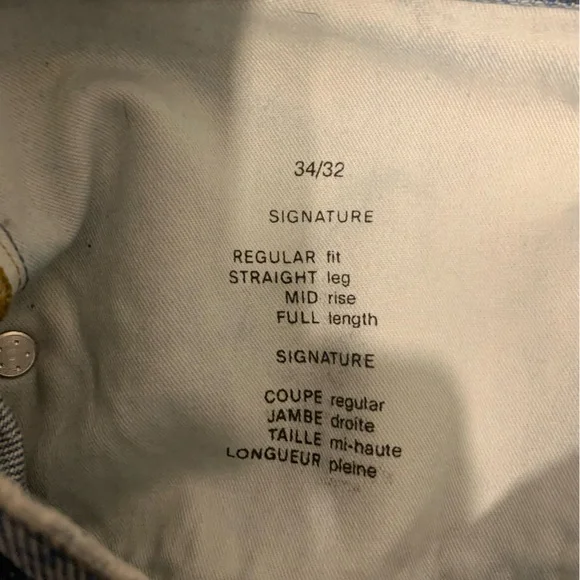 34/32
SIGNATURE
REGULAR fit
STRAIGHT leg
MID rise
FULL length
SIGNATURE
COUPE regular
JAMBE droite
TAILLE mi-haute
LONGUEUR pleine